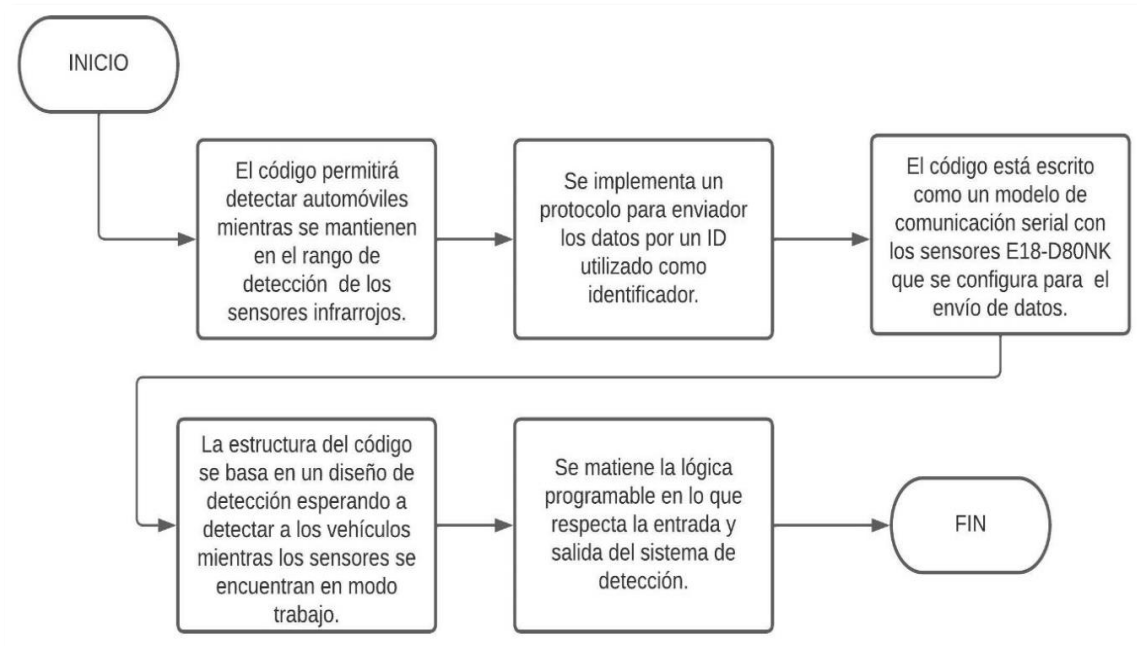 INICIO
El código permitirá
detectar automóviles
mientras se mantienen
en el rango de
detección de los
sensores infrarrojos.
Se implementa un
protocolo para enviador
los datos por un ID
utilizado como
identificador.
El código está escrito
como un modelo de
comunicación serial con
los sensores E18-D80NK
que se configura para el
envío de datos.
La estructura del código
se basa en un diseño de
detección esperando a
detectar a los vehículos
mientras los sensores se
encuentran en modo
trabajo.
Se matiene la lógica
programable en lo que
respecta la entrada y
salida del sistema de
detección.
FIN